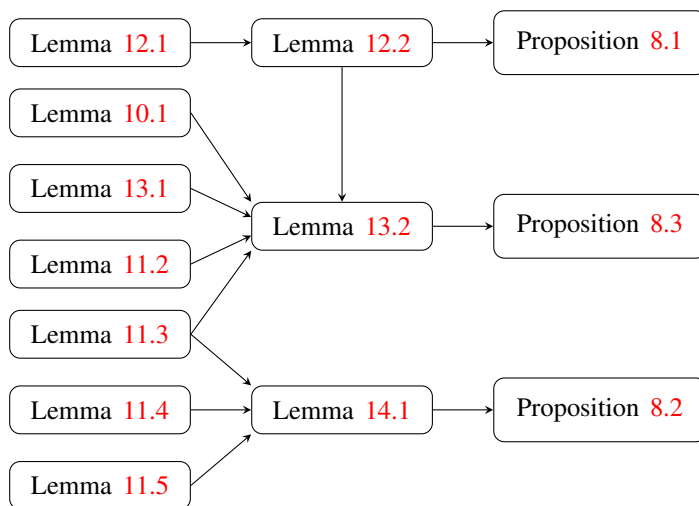 Lemma 12.1
Lemma 12.2
Proposition 8.1
Lemma 10.1
Lemma 13.1
Lemma 13.2
Proposition 8.3
Lemma 11.2
Lemma 11.3
Lemma 11.4
Lemma 14.1
Proposition 8.2
Lemma 11.5